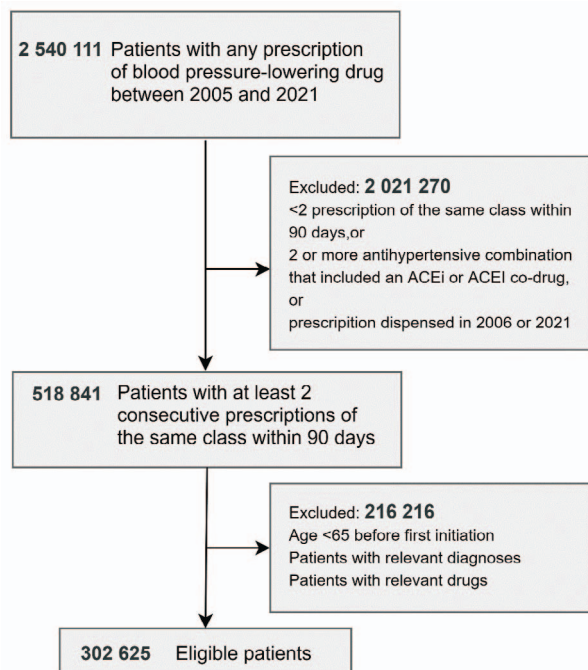 2 540 111 Patients with any prescription
of blood pressure-lowering drug
between 2005 and 2021
Excluded: 2 021 270
<2 prescription of the same class within
90 days,or
2 or more antihypertensive combination
that included an ACEi or ACEI co-drug,
or
prescripition dispensed in 2006 or 2021
518 841 Patients with at least 2
consecutive prescriptions of
the same class within 90 days
Excluded: 216 216
Age <65 before first initiation
Patients with relevant diagnoses
Patients with relevant drugs
302 625 Eligible patients